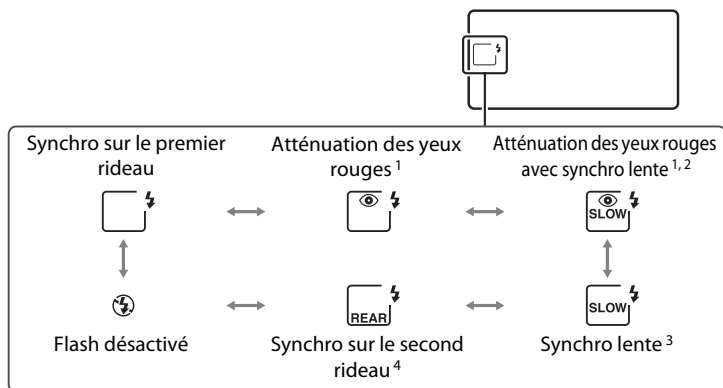 Synchro sur le premier
rideau
Atténuation des yeux
rouges 1
Atténuation des yeux rouges
avec synchro lente 1, 2
SLOW
REAR
SLOW
Flash désactivé
Synchro sur le second
rideau 4
Synchro lente 3